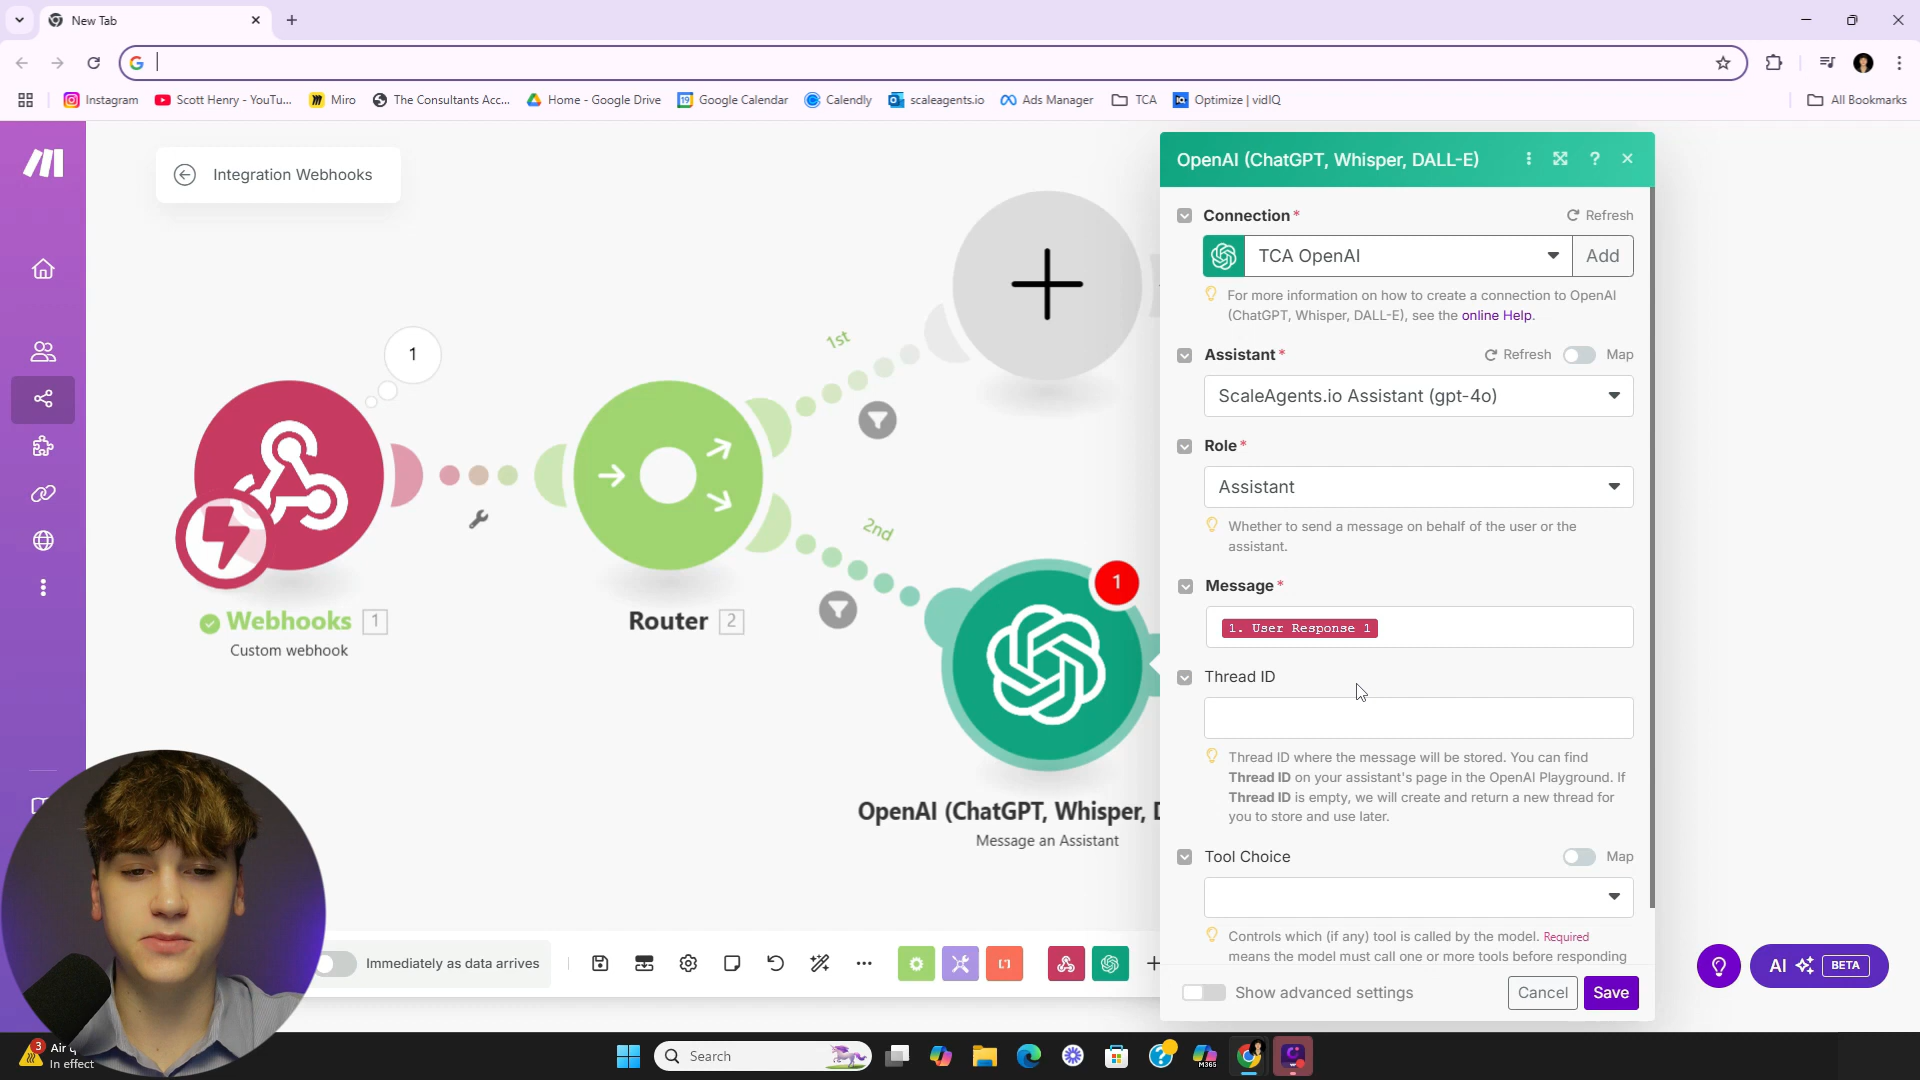 New Tab
Instagram
Scott Henry - YouTu...
Miro
The Consultants Acc...
Home - Google Drive
Google Calendar
Calendly
scaleagents.io
Ads Manager
TCA
Optimize | vidIQ
All Bookmarks
Integration Webhooks
1
Webhooks 1
Custom webhook
Router 2
1st
2nd
1
OpenAI (ChatGPT, Whisper, D
Message an Assistant
OpenAI (ChatGPT, Whisper, DALL-E)
Connection*
Refresh
TCA OpenAI
Add
For more information on how to create a connection to OpenAI
(ChatGPT, Whisper, DALL-E), see the online Help.
Assistant*
Refresh
Map
ScaleAgents.io Assistant (gpt-4o)
Role*
Assistant
Whether to send a message on behalf of the user or the
assistant.
Message*
1. User Response 1
Thread ID
Thread ID where the message will be stored. You can find
Thread ID on your assistant's page in the OpenAI Playground. If
Thread ID is empty, we will create and return a new thread for
you to store and use later.
Tool Choice
Map
Controls which (if any) tool is called by the model. Required
means the model must call one or more tools before responding
Show advanced settings
Cancel
Save
Immediately as data arrives
AI
BETA
3
Air
In effect
Search
M365